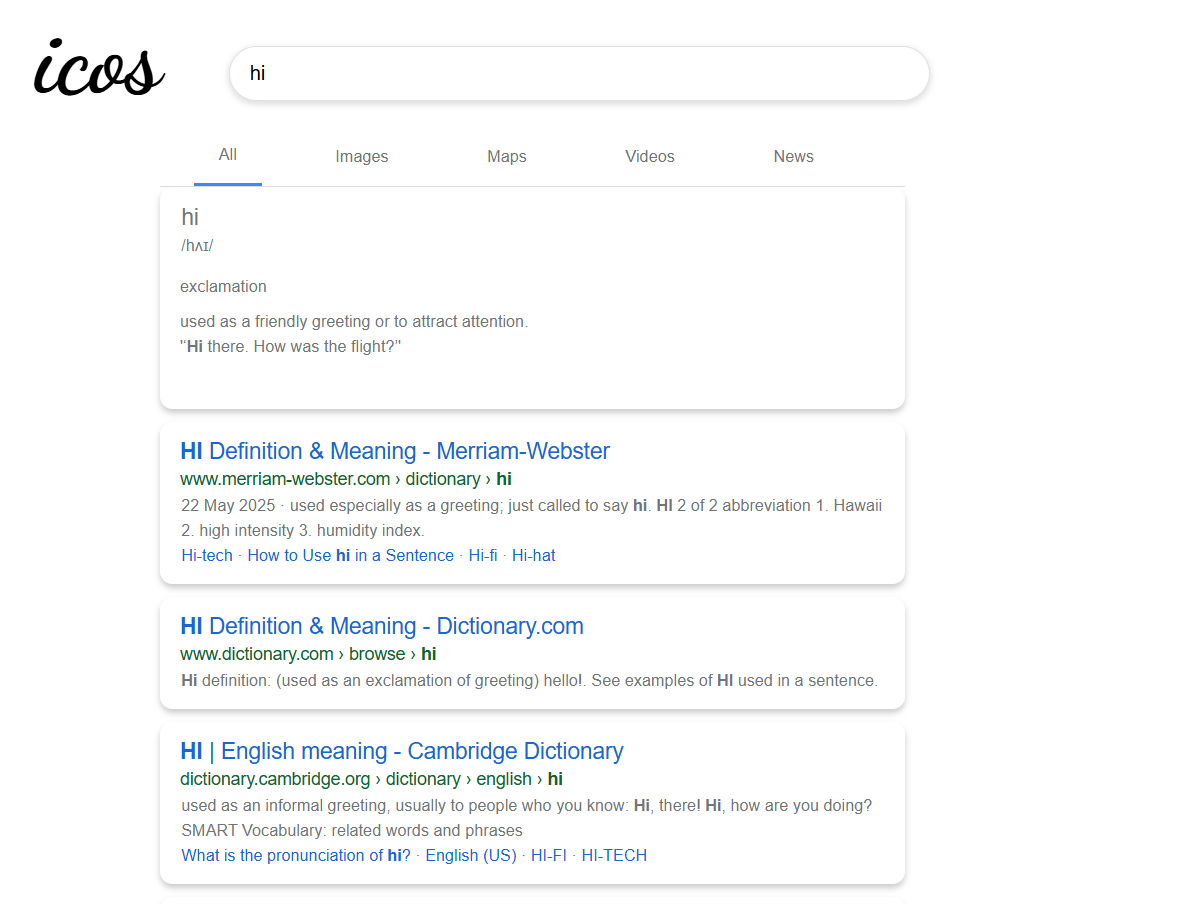 icos
hi
All Images Maps Videos News
hi
/hʌɪ/
exclamation
used as a friendly greeting or to attract attention.
"Hi there. How was the flight?"
HI Definition & Meaning - Merriam-Webster
www.merriam-webster.com › dictionary › hi
22 May 2025 · used especially as a greeting; just called to say hi. HI 2 of 2 abbreviation 1. Hawaii
2. high intensity 3. humidity index.
Hi-tech · How to Use hi in a Sentence · Hi-fi · Hi-hat
HI Definition & Meaning - Dictionary.com
www.dictionary.com › browse › hi
Hi definition: (used as an exclamation of greeting) hello!. See examples of HI used in a sentence.
HI | English meaning - Cambridge Dictionary
dictionary.cambridge.org › dictionary › english › hi
used as an informal greeting, usually to people who you know: Hi, there! Hi, how are you doing?
SMART Vocabulary: related words and phrases
What is the pronunciation of hi? · English (US) · HI-FI · HI-TECH